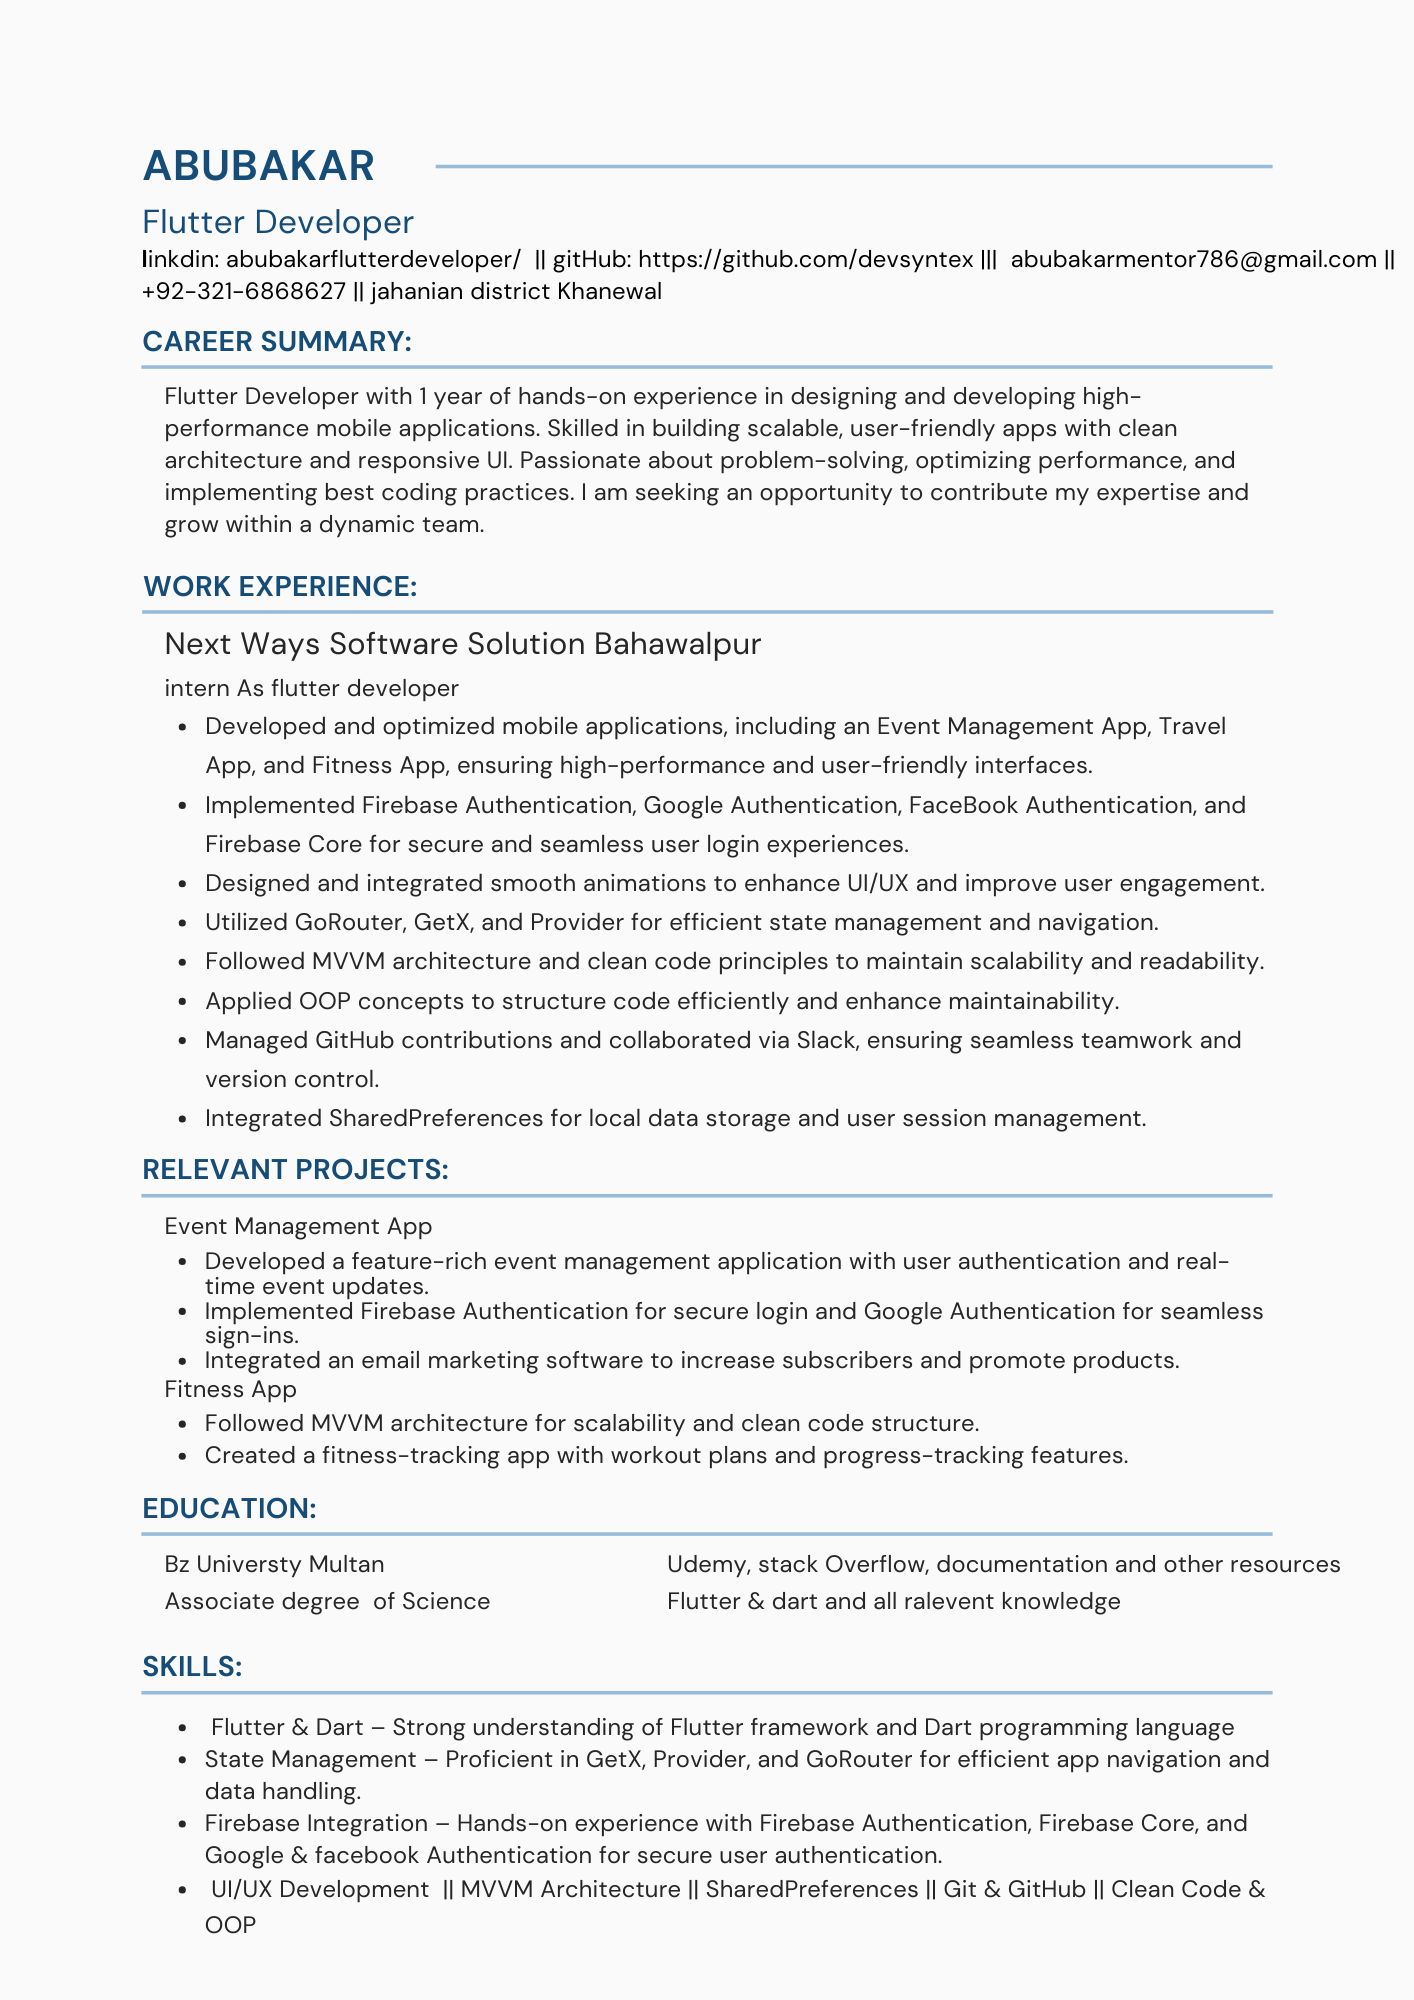 ABUBAKAR
Flutter Developer
linkdin: abubakarflutterdeveloper/ || gitHub: https://github.com/devsyntex ||| abubakarmentor786@gmail.com ||
+92-321-6868627 || jahanian district Khanewal
CAREER SUMMARY:
Flutter Developer with 1 year of hands-on experience in designing and developing high-
performance mobile applications. Skilled in building scalable, user-friendly apps with clean
architecture and responsive UI. Passionate about problem-solving, optimizing performance, and
implementing best coding practices. I am seeking an opportunity to contribute my expertise and
grow within a dynamic team.
WORK EXPERIENCE:
Next Ways Software Solution Bahawalpur
intern As flutter developer
• Developed and optimized mobile applications, including an Event Management App, Travel
App, and Fitness App, ensuring high-performance and user-friendly interfaces.
• Implemented Firebase Authentication, Google Authentication, FaceBook Authentication, and
Firebase Core for secure and seamless user login experiences.
• Designed and integrated smooth animations to enhance UI/UX and improve user engagement.
• Utilized GoRouter, GetX, and Provider for efficient state management and navigation.
• Followed MVVM architecture and clean code principles to maintain scalability and readability.
• Applied OOP concepts to structure code efficiently and enhance maintainability.
• Managed GitHub contributions and collaborated via Slack, ensuring seamless teamwork and
version control.
• Integrated SharedPreferences for local data storage and user session management.
RELEVANT PROJECTS:
Event Management App
• Developed a feature-rich event management application with user authentication and real-
time event updates.
• Implemented Firebase Authentication for secure login and Google Authentication for seamless
sign-ins.
• Integrated an email marketing software to increase subscribers and promote products.
Fitness App
• Followed MVVM architecture for scalability and clean code structure.
• Created a fitness-tracking app with workout plans and progress-tracking features.
EDUCATION:
Bz Universty Multan
Associate degree of Science
Udemy, stack Overflow, documentation and other resources
Flutter & dart and all ralevent knowledge
SKILLS:
• Flutter & Dart – Strong understanding of Flutter framework and Dart programming language
• State Management – Proficient in GetX, Provider, and GoRouter for efficient app navigation and
data handling.
• Firebase Integration – Hands-on experience with Firebase Authentication, Firebase Core, and
Google & facebook Authentication for secure user authentication.
• UI/UX Development || MVVM Architecture || SharedPreferences || Git & GitHub || Clean Code &
OOP